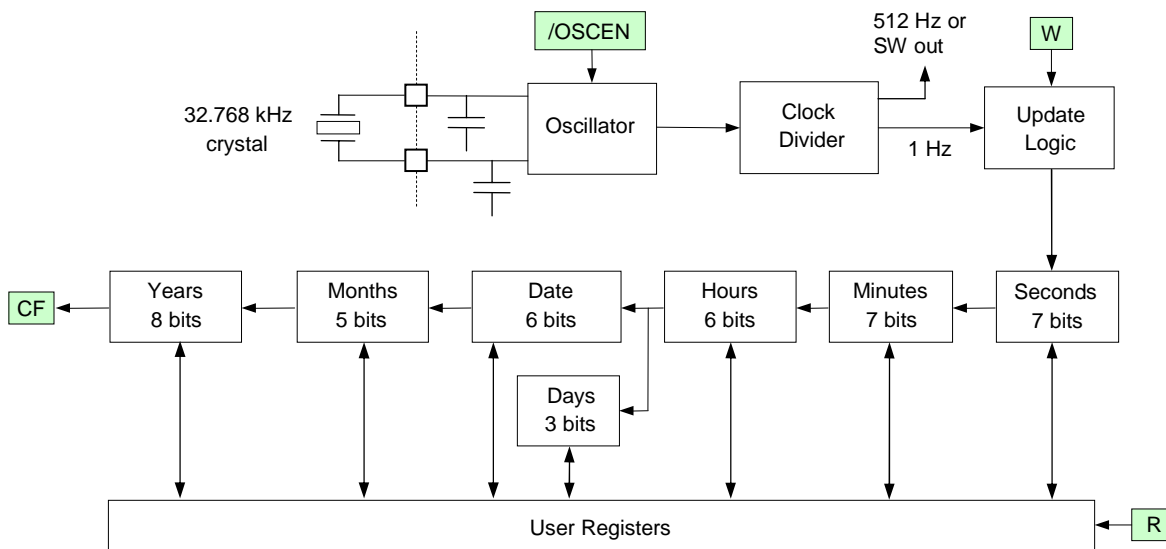 /OSCEN
512 Hz or
SW out
W
32.768 kHz
crystal
Oscillator
Clock
Divider
1 Hz
Update
Logic
CF
Years
8 bits
Months
5 bits
Date
6 bits
Hours
6 bits
Minutes
7 bits
Seconds
7 bits
Days
3 bits
User Registers
R